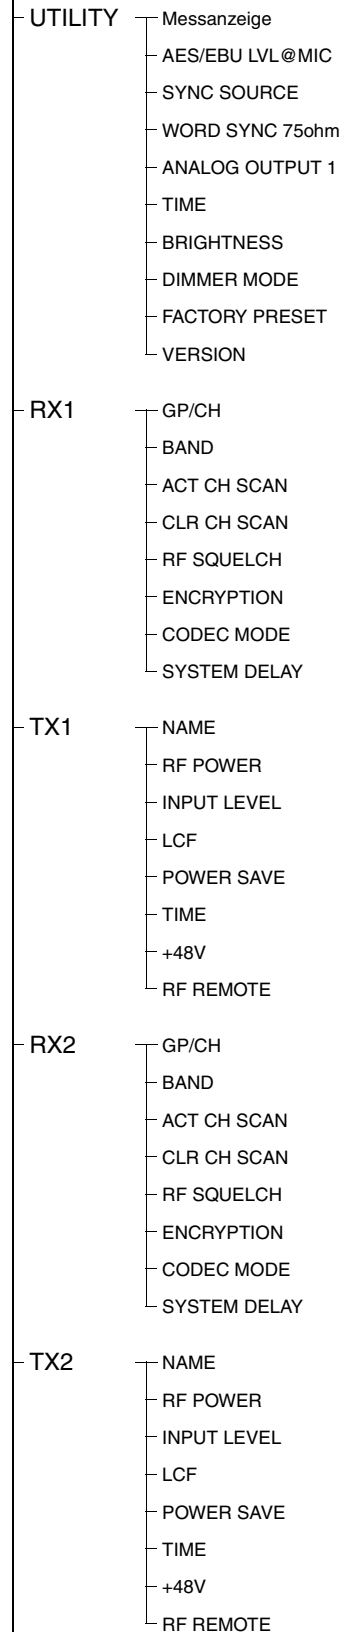 UTILITY Messanzeige
AES/EBU LVL@MIC
SYNC SOURCE
WORD SYNC 75ohm
ANALOG OUTPUT 1
TIME
BRIGHTNESS
DIMMER MODE
FACTORY PRESET
VERSION
RX1 GP/CH
BAND
ACT CH SCAN
CLR CH SCAN
RF SQUELCH
ENCRYPTION
CODEC MODE
SYSTEM DELAY
TX1 NAME
RF POWER
INPUT LEVEL
LCF
POWER SAVE
TIME
+48V
RF REMOTE
RX2 GP/CH
BAND
ACT CH SCAN
CLR CH SCAN
RF SQUELCH
ENCRYPTION
CODEC MODE
SYSTEM DELAY
TX2 NAME
RF POWER
INPUT LEVEL
LCF
POWER SAVE
TIME
+48V
RF REMOTE